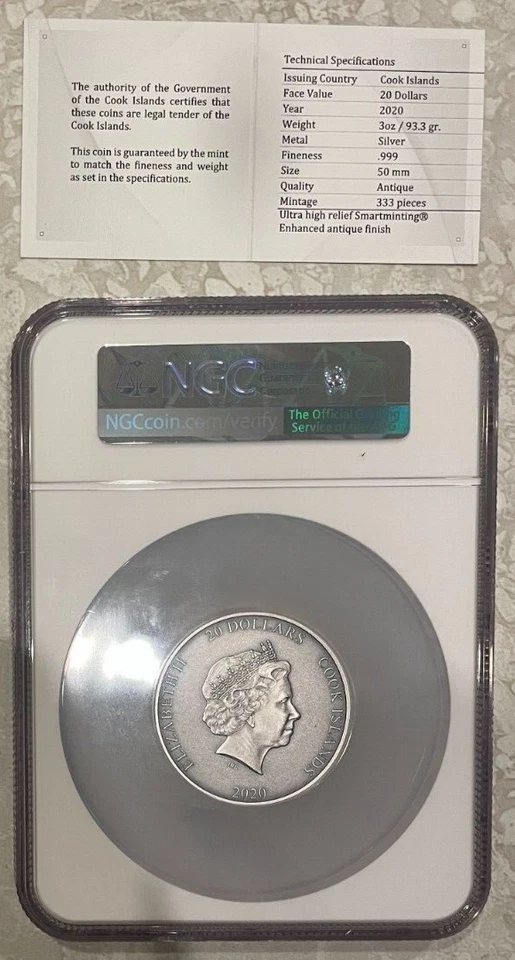 The authority of the Government
of the Cook Islands certifies that
these coins are legal tender of the
Cook Islands.
This coin is guaranteed by the mint
to match the fineness and weight
as set in the specifications.
Technical Specifications
Issuing Country Cook Islands
Face Value 20 Dollars
Year 2020
Weight 3oz / 93.3 gr.
Metal Silver
Fineness .999
Size 50 mm
Quality Antique
Mintage 333 pieces
Ultra high relief Smartminting®
Enhanced antique finish
NGC
NGCcoin.com/verify
The Official
Service of
ELIZABETH II 20 DOLLARS COOK ISLANDS
2020